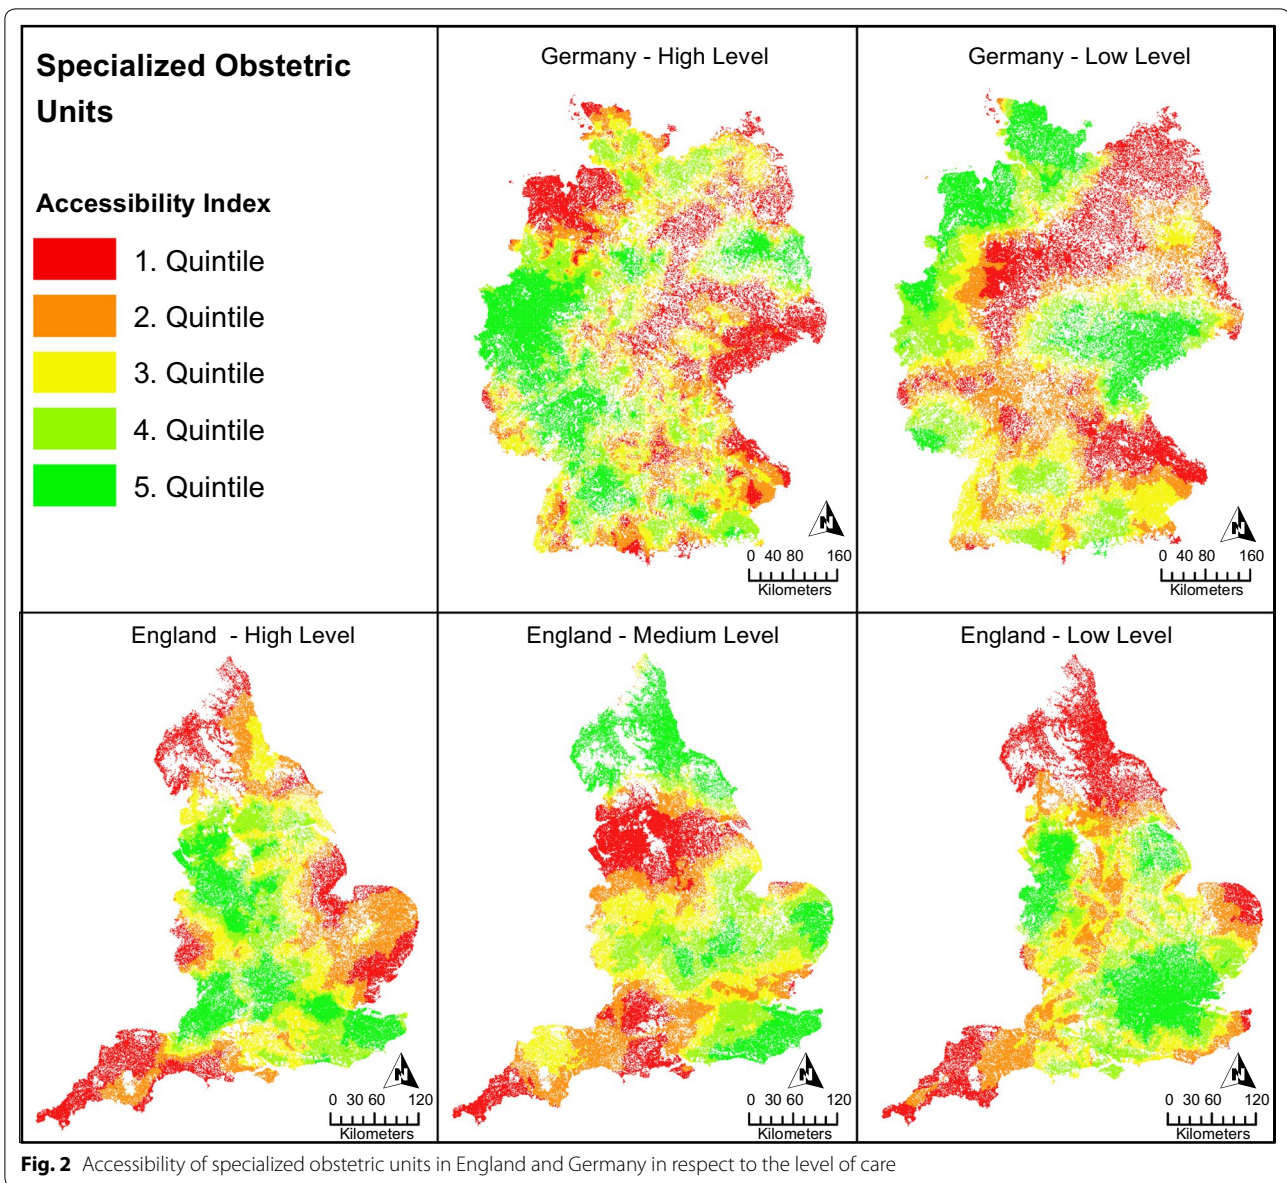 Specialized Obstetric
Units
Accessibility Index
1. Quintile
2. Quintile
3. Quintile
4. Quintile
5. Quintile
Germany - High Level
N
0 40 80 160
Kilometers
Germany - Low Level
N
0 40 80 160
Kilometers
England - High Level
N
0 30 60 120
Kilometers
England - Medium Level
N
0 30 60 120
Kilometers
England - Low Level
N
0 30 60 120
Kilometers
Fig. 2 Accessibility of specialized obstetric units in England and Germany in respect to the level of care